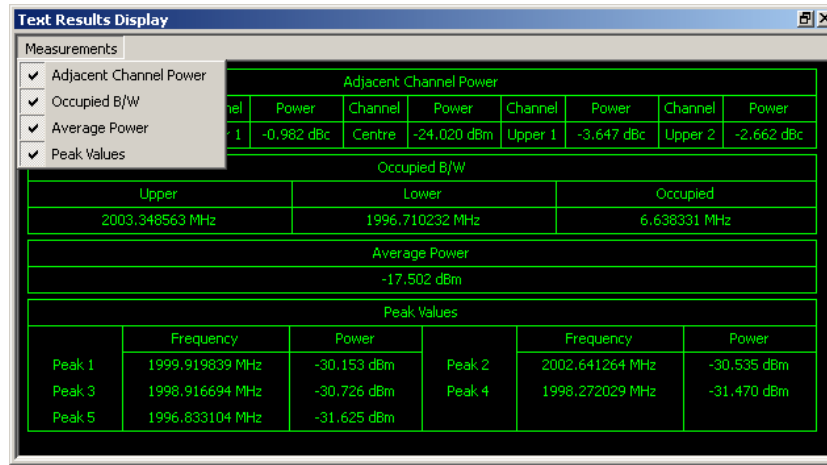 Text Results Display
Measurements
Adjacent Channel Power
Occupied B/W
Average Power
Peak Values
Adjacent Channel Power
Power Channel Power Channel Power Channel Power
1 -0.982 dBc Centre -24.020 dBm Upper 1 -3.647 dBc Upper 2 -2.662 dBc
Occupied B/W
Upper Lower Occupied
2003.348563 MHz 1996.710232 MHz 6.638331 MHz
Average Power
-17.502 dBm
Peak Values
Frequency Power Frequency Power
Peak 1 1999.919839 MHz -30.153 dBm Peak 2 2002.641264 MHz -30.535 dBm
Peak 3 1998.916694 MHz -30.726 dBm Peak 4 1998.272029 MHz -31.470 dBm
Peak 5 1996.833104 MHz -31.625 dBm